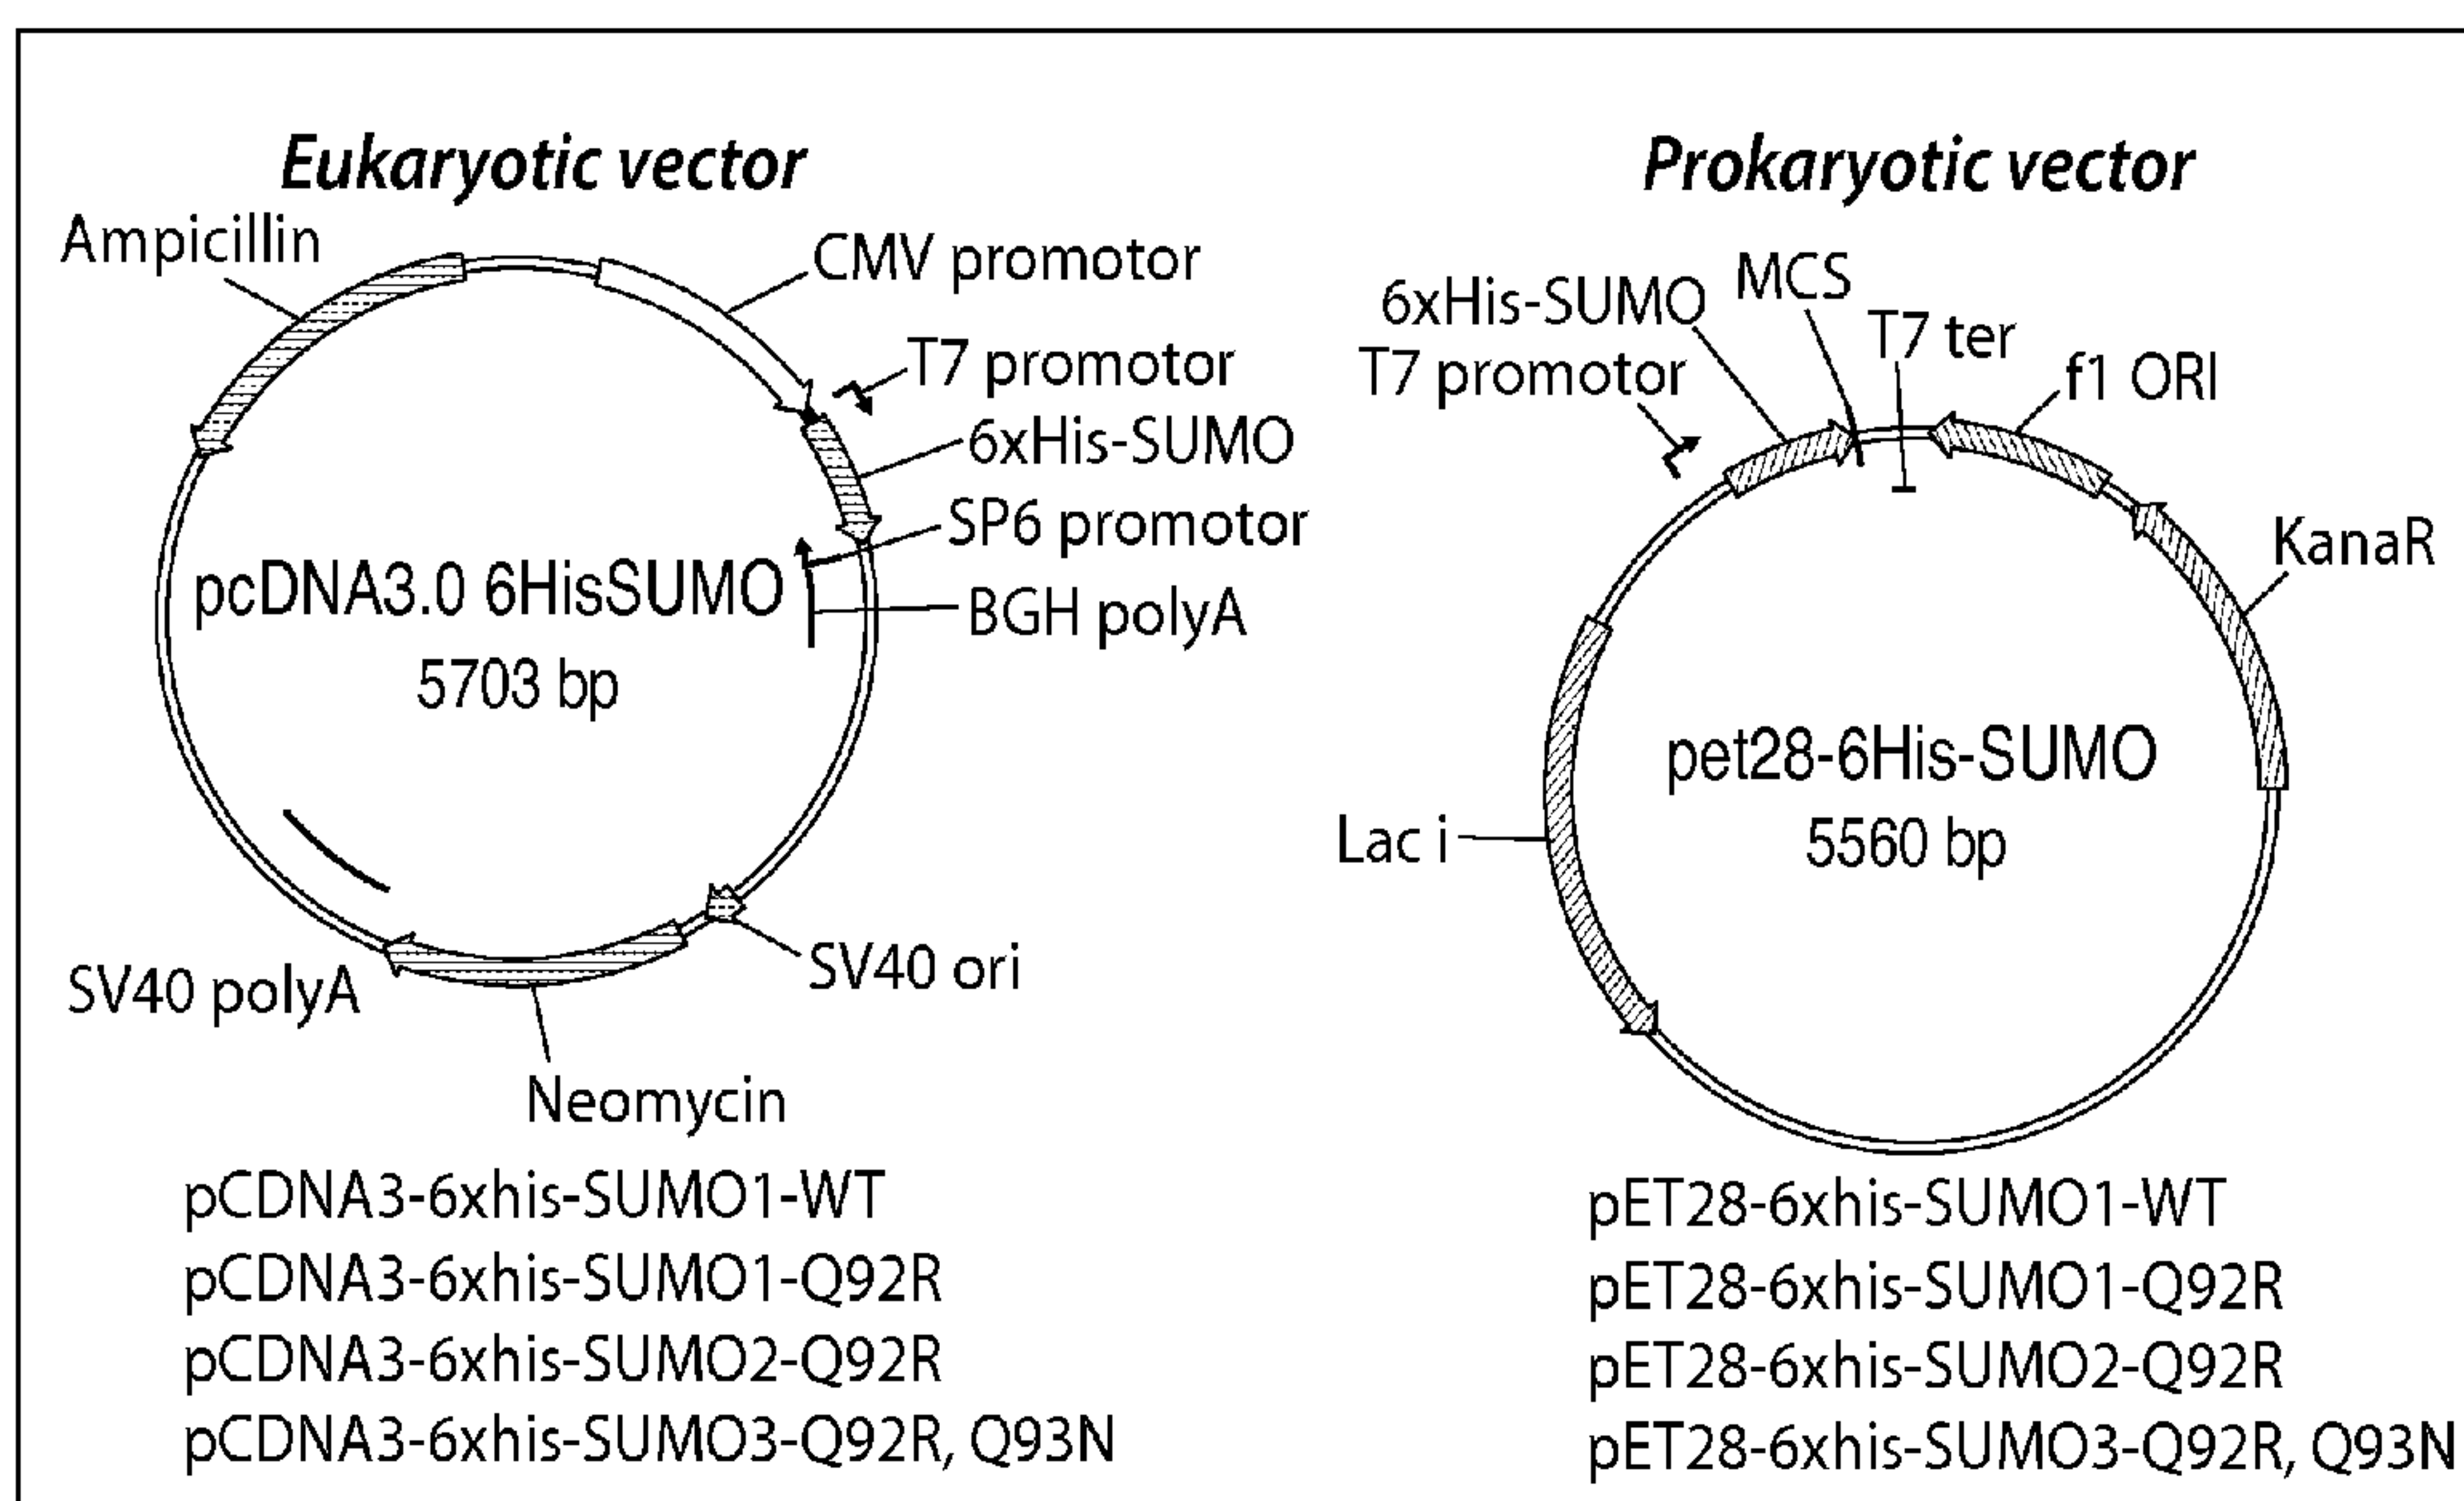 Eukaryotic vector
Ampicillin
CMV promotor
T7 promotor
6xHis-SUMO
SP6 promotor
BGH polyA
pcDNA3.0 6HisSUMO
5703 bp
SV40 ori
SV40 polyA
Neomycin
pCDNA3-6xhis-SUMO1-WT
pCDNA3-6xhis-SUMO1-Q92R
pCDNA3-6xhis-SUMO2-Q92R
pCDNA3-6xhis-SUMO3-Q92R, Q93N
Prokaryotic vector
6xHis-SUMO
MCS
T7 promotor
T7 ter
f1 ORI
KanaR
pet28-6His-SUMO
5560 bp
Lac i
pET28-6xhis-SUMO1-WT
pET28-6xhis-SUMO1-Q92R
pET28-6xhis-SUMO2-Q92R
pET28-6xhis-SUMO3-Q92R, Q93N